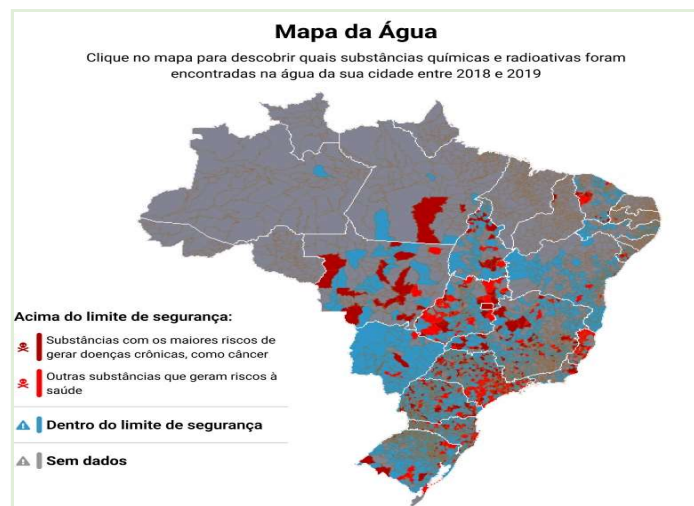 Mapa da Água
Clique no mapa para descobrir quais substâncias químicas e radioativas foram
encontradas na água da sua cidade entre 2018 e 2019
Acima do limite de segurança:
Substâncias com os maiores riscos de
gerar doenças crônicas, como câncer
Outras substâncias que geram riscos à
saúde
Dentro do limite de segurança
Sem dados